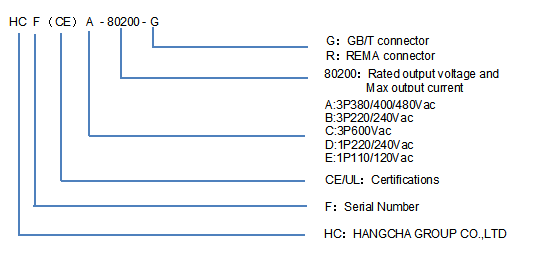 HC F（CE）A - 80200 - G
G：GB/T connector
R：REMA connector
80200：Rated output voltage and
Max output current
A:3P380/400/480Vac
B:3P220/240Vac
C:3P600Vac
D:1P220/240Vac
E:1P110/120Vac
CE/UL：Certifications
F：Serial Number
HC：HANGCHA GROUP CO.,LTD